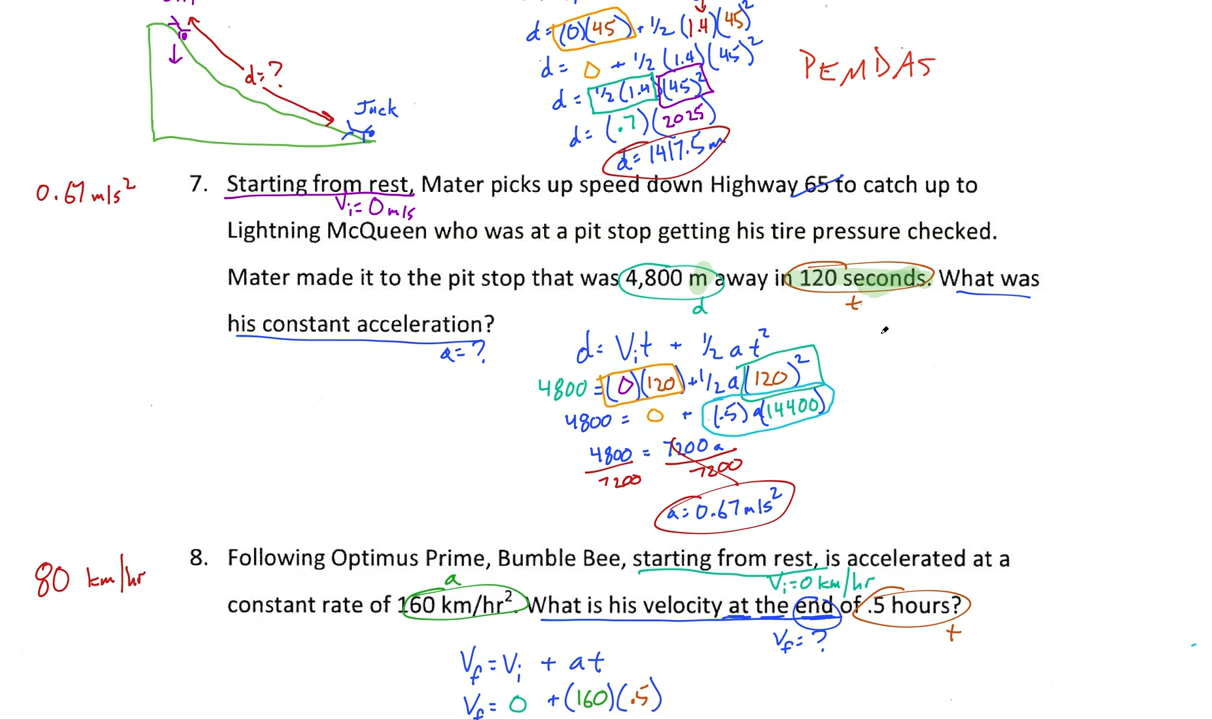 d = (0)(45) + 1/2 (1.4)(45)²
d = 0 + 1/2 (1.4)(45)²
PEMDAS
d = 1/2 (1.4)(45)²
d = (.7)(2025)
d = 1417.5 m
d = ?
Jack
0.67 m/s²
7. Starting from rest, Mater picks up speed down Highway 65 to catch up to
Vi = 0 m/s
Lightning McQueen who was at a pit stop getting his tire pressure checked.
Mater made it to the pit stop that was 4,800 m away in 120 seconds. What was
d
t
his constant acceleration?
a = ?
d = Vit + 1/2 at²
4800 = (0)(120) + 1/2 a (120)²
4800 = 0 + (.5) a(14400)
4800 = 7200 a
7200 7200
a = 0.67 m/s²
80 km/hr
8. Following Optimus Prime, Bumble Bee, starting from rest, is accelerated at a
a
Vi = 0 km/hr
constant rate of 160 km/hr². What is his velocity at the end of .5 hours?
Vf = ?
t
Vf = Vi + at
Vf = 0 + (160)(.5)